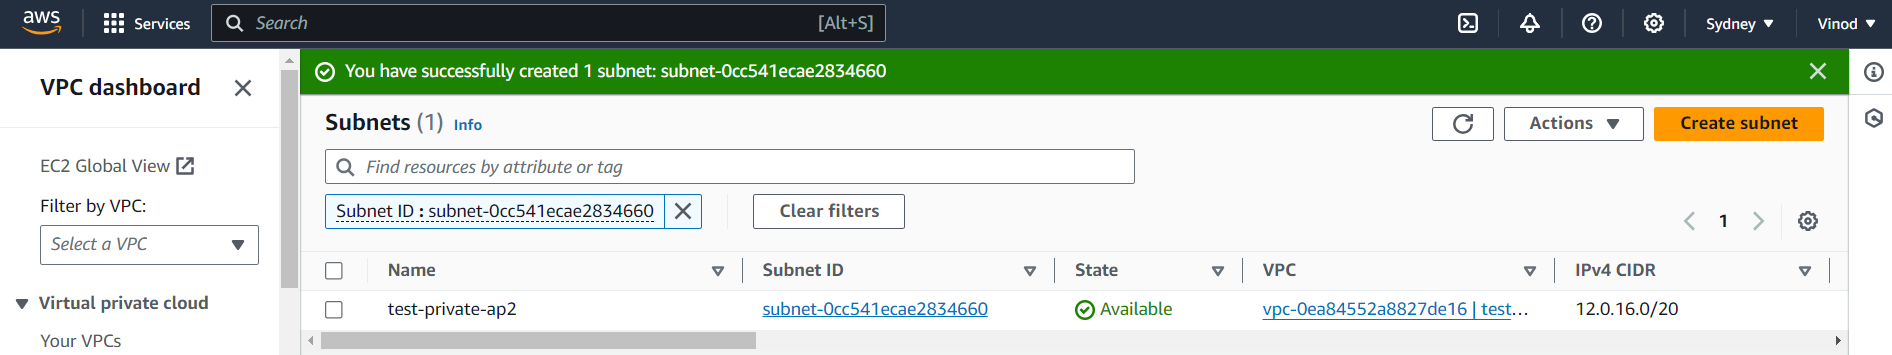 aws
Services
Search
[Alt+S]
Sydney
Vinod
VPC dashboard
EC2 Global View
Filter by VPC:
Select a VPC
Virtual private cloud
Your VPCs
You have successfully created 1 subnet: subnet-0cc541ecae2834660
Subnets (1) Info
Actions
Create subnet
Find resources by attribute or tag
Subnet ID : subnet-0cc541ecae2834660
Clear filters
1
Name Subnet ID State VPC IPv4 CIDR
test-private-ap2 subnet-0cc541ecae2834660 Available vpc-0ea84552a8827de16 | test... 12.0.16.0/20